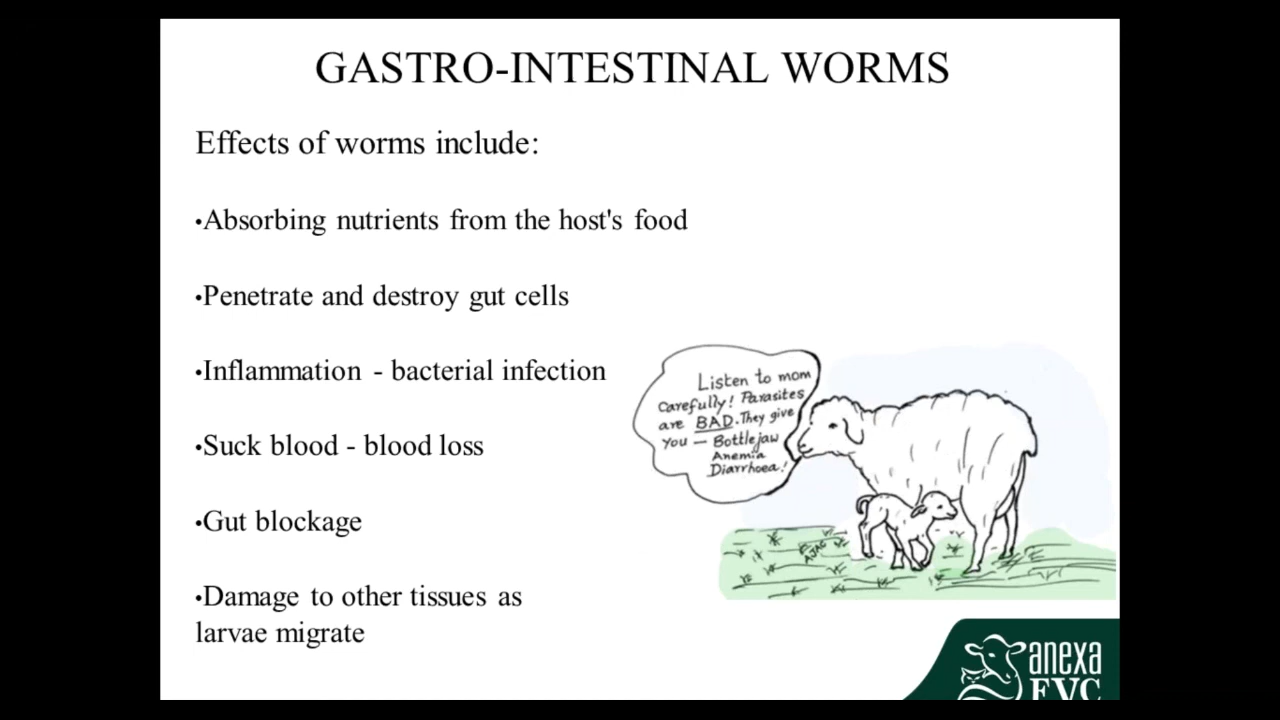 GASTRO-INTESTINAL WORMS
Effects of worms include:
•Absorbing nutrients from the host's food
•Penetrate and destroy gut cells
•Inflammation - bacterial infection
•Suck blood - blood loss
•Gut blockage
•Damage to other tissues as
larvae migrate
Listen to mom
Carefully! Parasites
are BAD. They give
you — Bottlejaw
Anemia
Diarrhoea!
AJAG
anexa
FVC